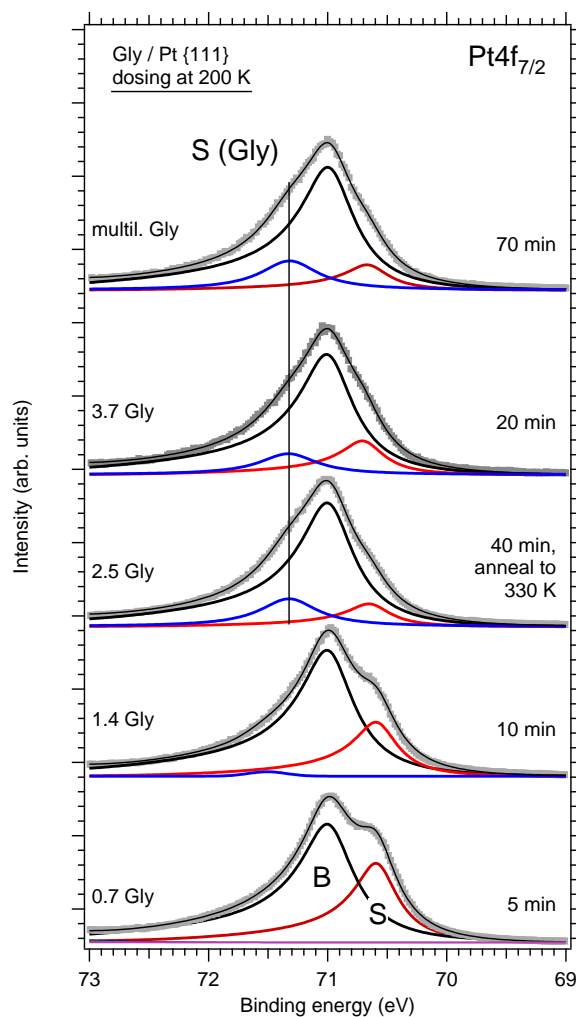 Gly / Pt {111}
dosing at 200 K
Pt4f7/2
S (Gly)
multil. Gly
70 min
3.7 Gly
20 min
2.5 Gly
40 min,
anneal to
330 K
1.4 Gly
10 min
0.7 Gly
B
S
5 min
Intensity (arb. units)
73 72 71 70 69
Binding energy (eV)